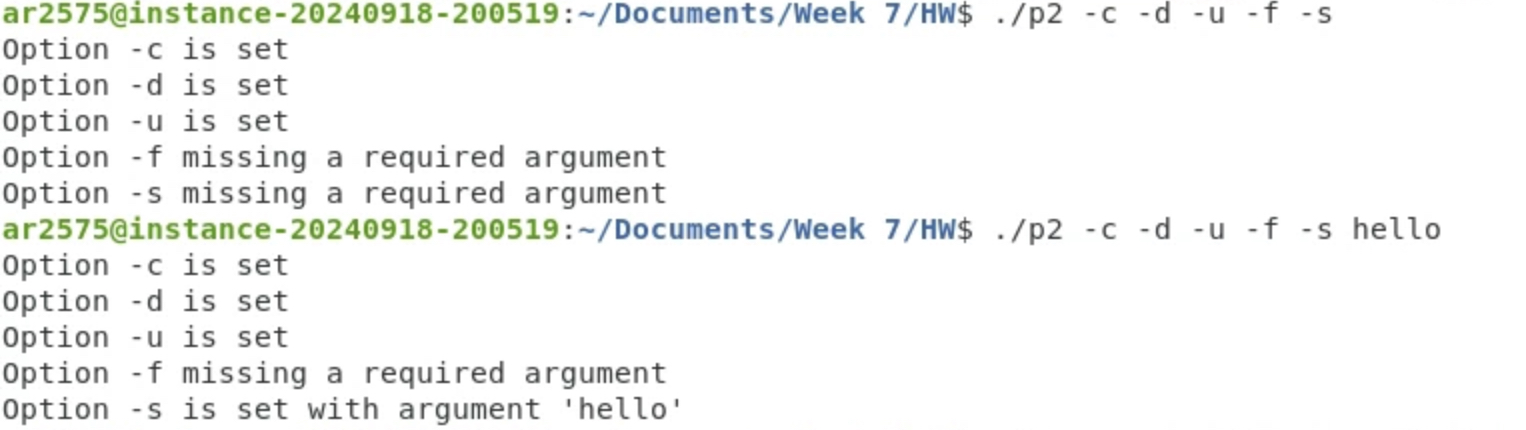 ar2575@instance-20240918-200519:~/Documents/Week 7/HW$ ./p2 -c -d -u -f -s
Option -c is set
Option -d is set
Option -u is set
Option -f missing a required argument
Option -s missing a required argument
ar2575@instance-20240918-200519:~/Documents/Week 7/HW$ ./p2 -c -d -u -f -s hello
Option -c is set
Option -d is set
Option -u is set
Option -f missing a required argument
Option -s is set with argument 'hello'